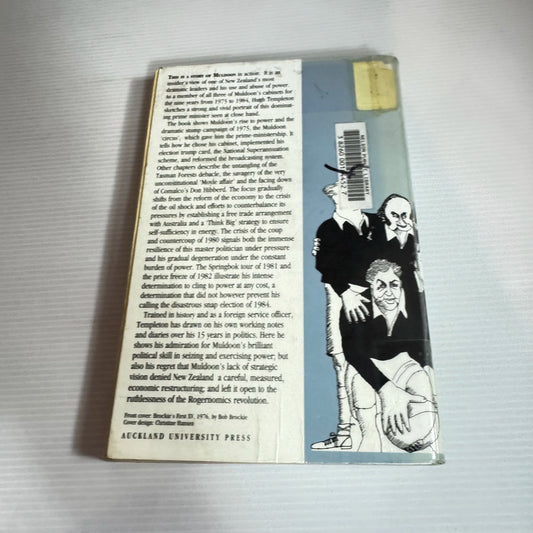 THIS IS A STORY OF MULDOON in action. It is an
insider's view of one of New Zealand's most
dramatic leaders and his use and abuse of power.
As a member of all three of Muldoon's cabinets for
the nine years from 1975 to 1984, Hugh Templeton
sketches a strong and vivid portrait of this dominat-
ing prime minister seen at close hand.
The book shows Muldoon's rise to power and the
dramatic stump campaign of 1975, the Muldoon
'circus', which gave him the prime-ministership. It
tells how he chose his cabinet, implemented his
election trump card, the National Superannuation
scheme, and reformed the broadcasting system.
Other chapters describe the untangling of the
Tasman Forests debacle, the savagery of the very
unconstitutional 'Moyle affair' and the facing down
of Comalco's Don Hibberd. The focus gradually
shifts from the reform of the economy to the crisis
of the oil shock and efforts to counterbalance its
pressures by establishing a free trade arrangement
with Australia and a 'Think Big' strategy to ensure
self-sufficiency in energy. The crisis of the coup
and countercoup of 1980 signals both the immense
resilience of this master politician under pressure
and his gradual degeneration under the constant
burden of power. The Springbok tour of 1981 and
the price freeze of 1982 illustrate his intense
determination to cling to power at any cost, a
determination that did not however prevent his
calling the disastrous snap election of 1984.
Trained in history and as a foreign service officer,
Templeton has drawn on his own working notes
and diaries over his 15 years in politics. Here he
shows his admiration for Muldoon's brilliant
political skill in seizing and exercising power; but
also his regret that Muldoon's lack of strategic
vision denied New Zealand a careful, measured,
economic restructuring; and left it open to the
ruthlessness of the Rogernomics revolution.
Front cover: Brockie's First XV, 1976, by Bob Brockie
Cover design: Christine Hansen
AUCKLAND UNIVERSITY PRESS